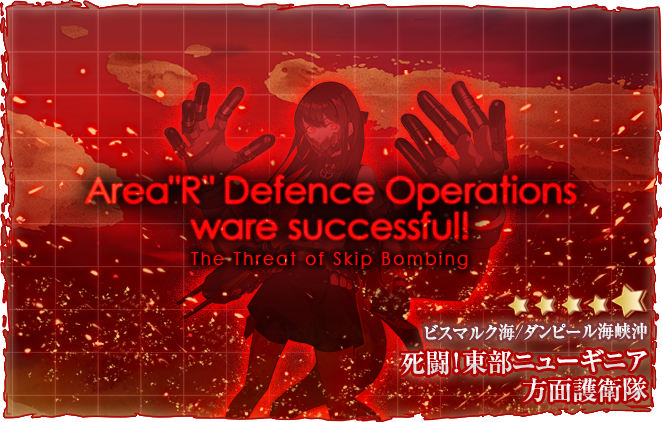 Area"R" Defence Operations
ware successful!
The Threat of Skip Bombing
ビスマルク海/ダンピール海峡沖
死闘!東部ニューギニア
方面護衛隊